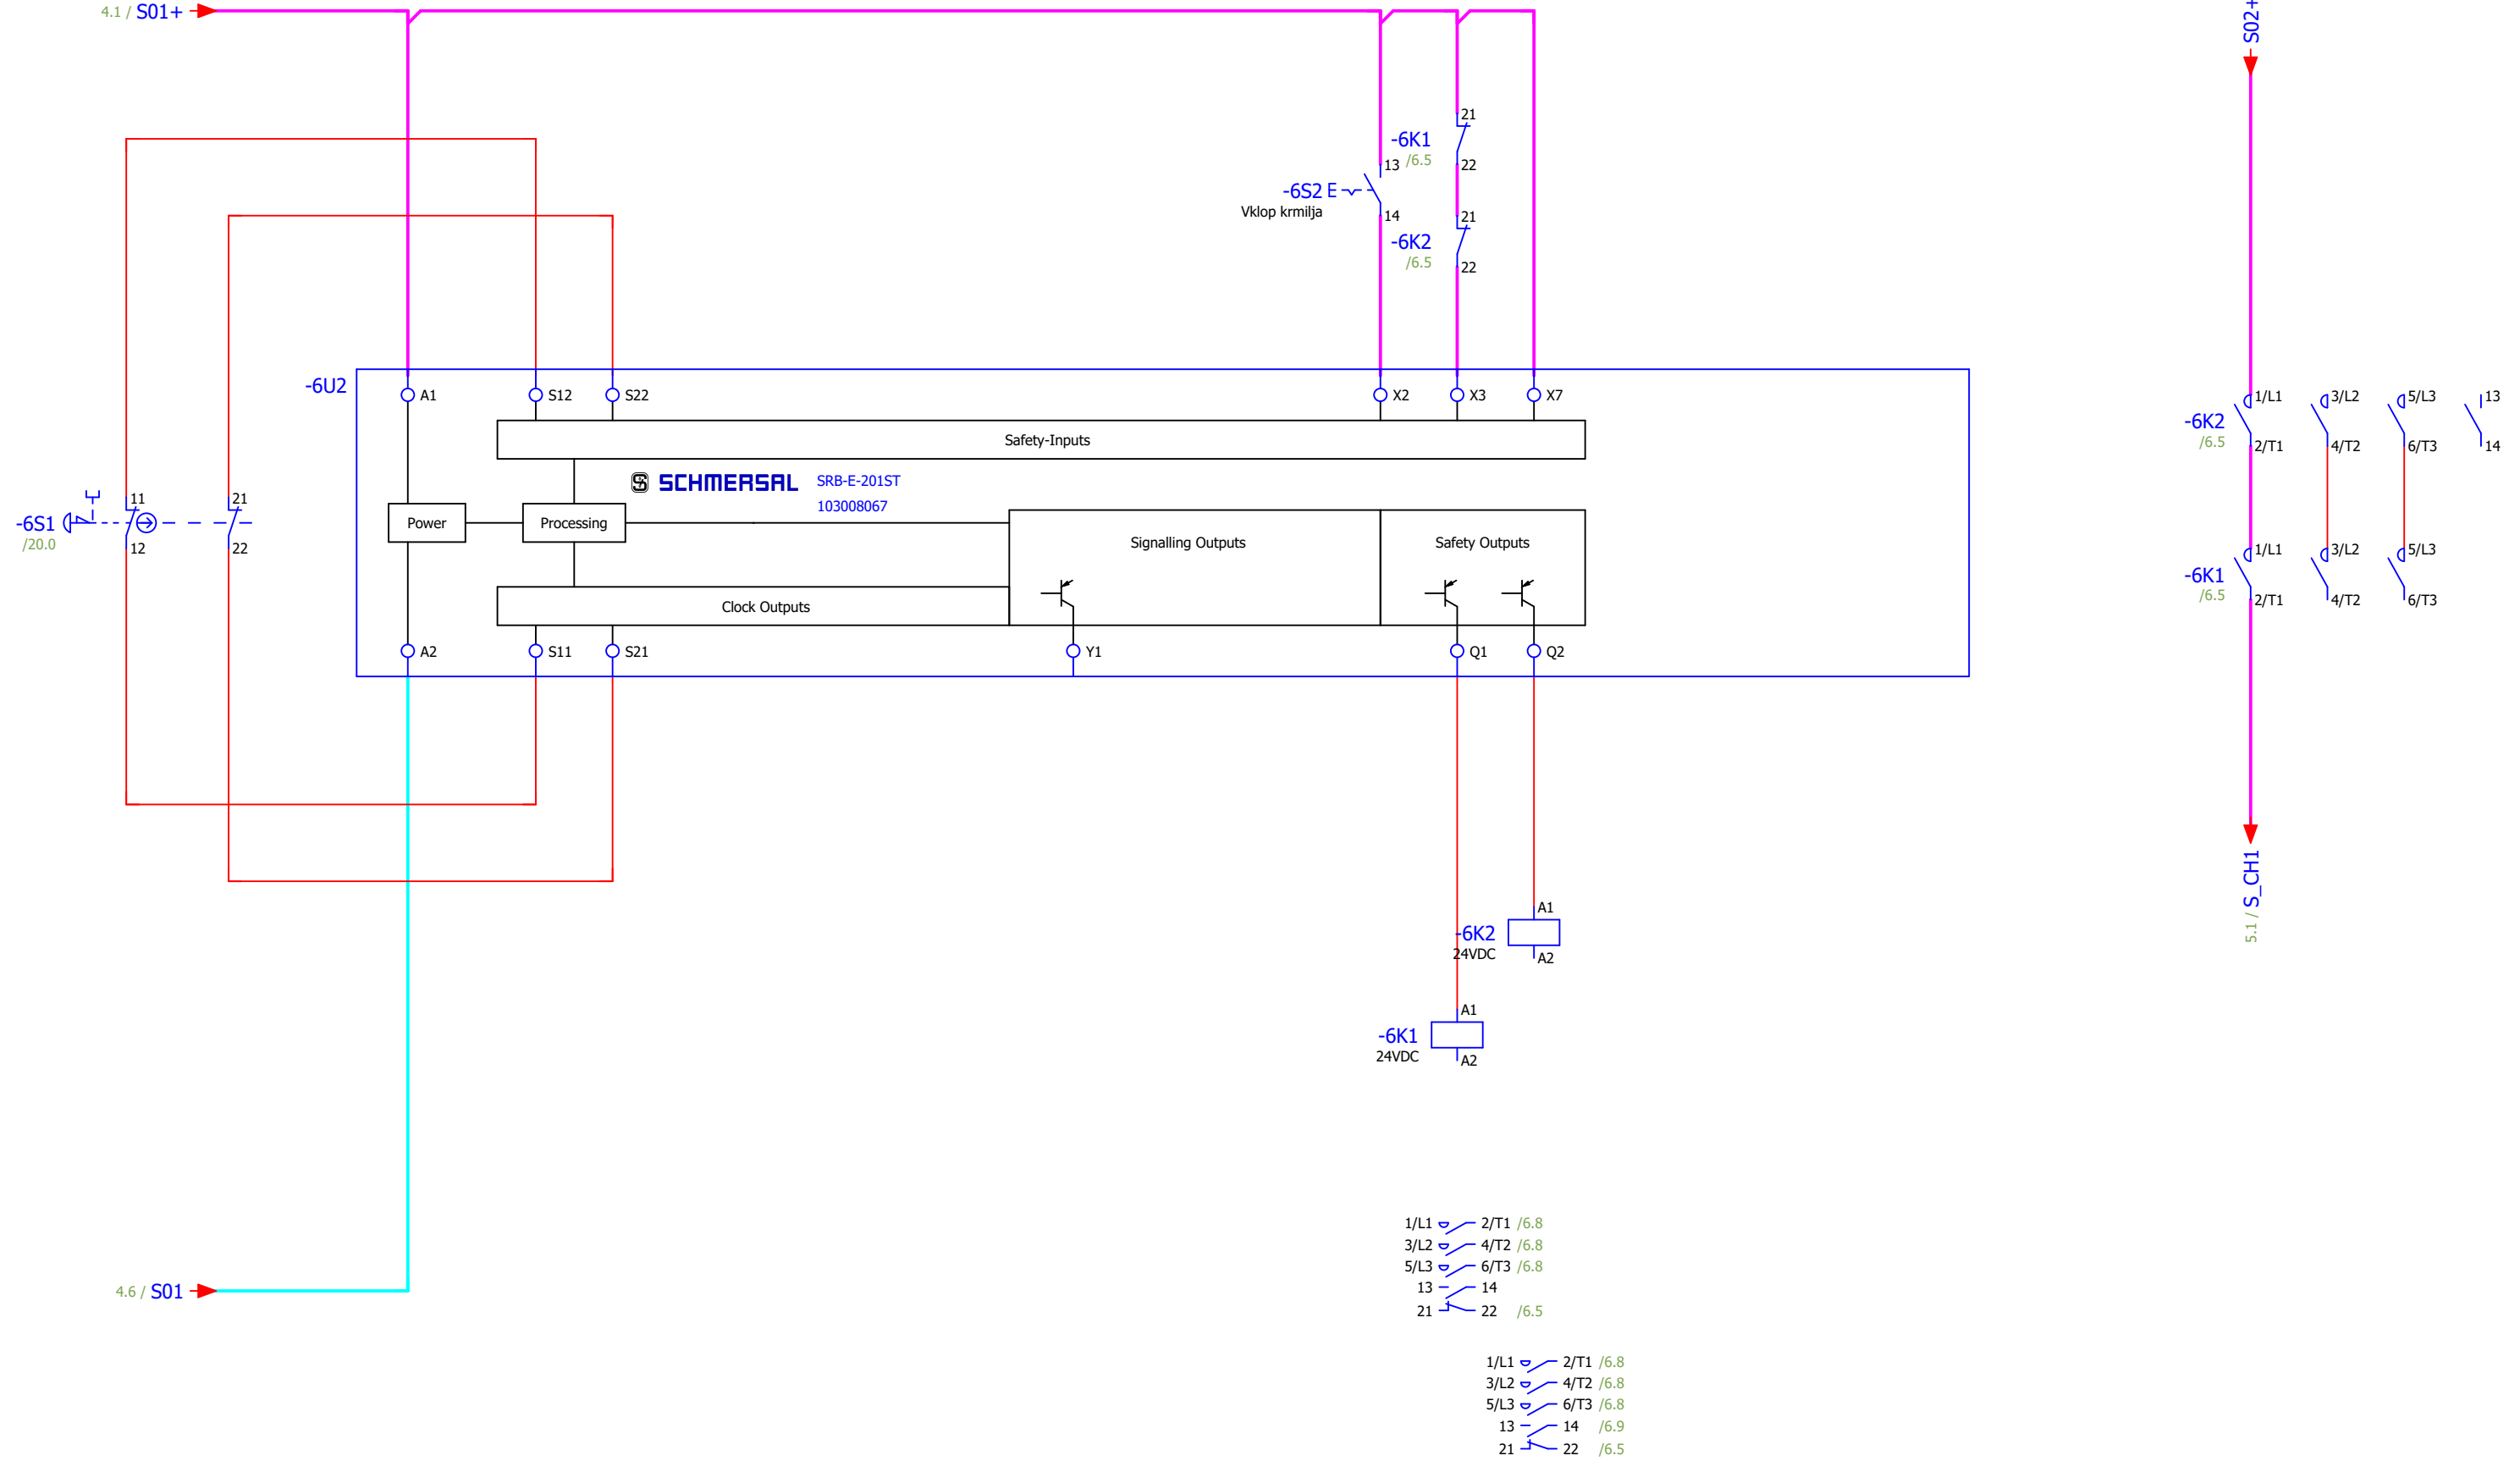 4.1 / S01+
S02+
-6K1
/6.5
21
22
13
-6S2
Vklop krmilja
14
-6K2
/6.5
21
22
-6U2
A1
S12
S22
X2
X3
X7
Safety-Inputs
SCHMERSAL
SRB-E-201ST
103008067
-6S1
/20.0
11
12
21
22
Power
Processing
Signalling Outputs
Safety Outputs
Clock Outputs
A2
S11
S21
Y1
Q1
Q2
-6K2
/6.5
1/L1
2/T1
3/L2
4/T2
5/L3
6/T3
13
14
-6K1
/6.5
1/L1
2/T1
3/L2
4/T2
5/L3
6/T3
5.1 / S_CH1
-6K2
24VDC
A1
A2
-6K1
24VDC
A1
A2
4.6 / S01
1/L1 2/T1 /6.8
3/L2 4/T2 /6.8
5/L3 6/T3 /6.8
13 14
21 22 /6.5
1/L1 2/T1 /6.8
3/L2 4/T2 /6.8
5/L3 6/T3 /6.8
13 14 /6.9
21 22 /6.5